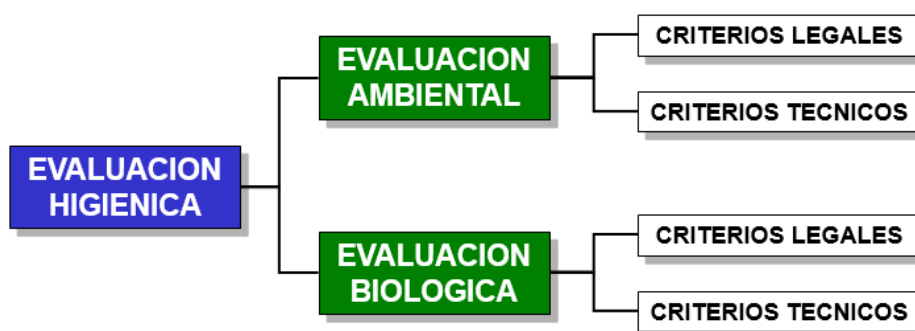 EVALUACION
HIGIENICA
EVALUACION
AMBIENTAL
CRITERIOS LEGALES
CRITERIOS TECNICOS
EVALUACION
BIOLOGICA
CRITERIOS LEGALES
CRITERIOS TECNICOS